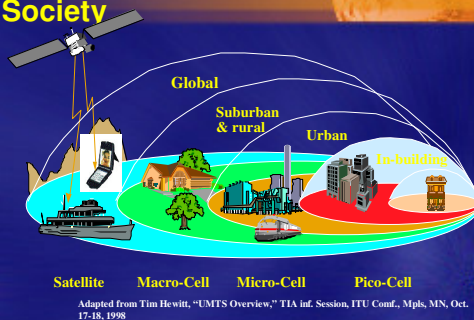 Society
Global
Suburban
& rural
Urban
In-building
Satellite Macro-Cell Micro-Cell Pico-Cell
Adapted from Tim Hewitt, “UMTS Overview,” TIA inf. Session, ITU Comf., Mpls, MN, Oct.
17-18, 1998